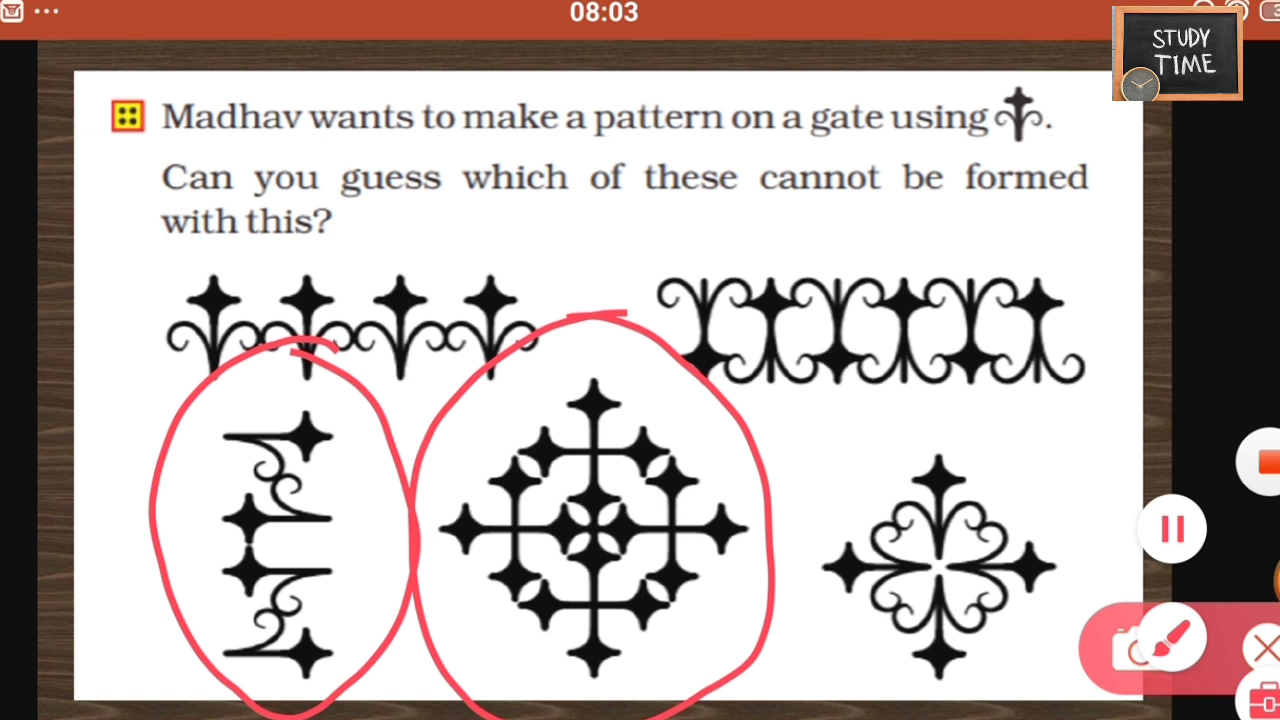 08:03
STUDY
TIME
Madhav wants to make a pattern on a gate using .
Can you guess which of these cannot be formed
with this?